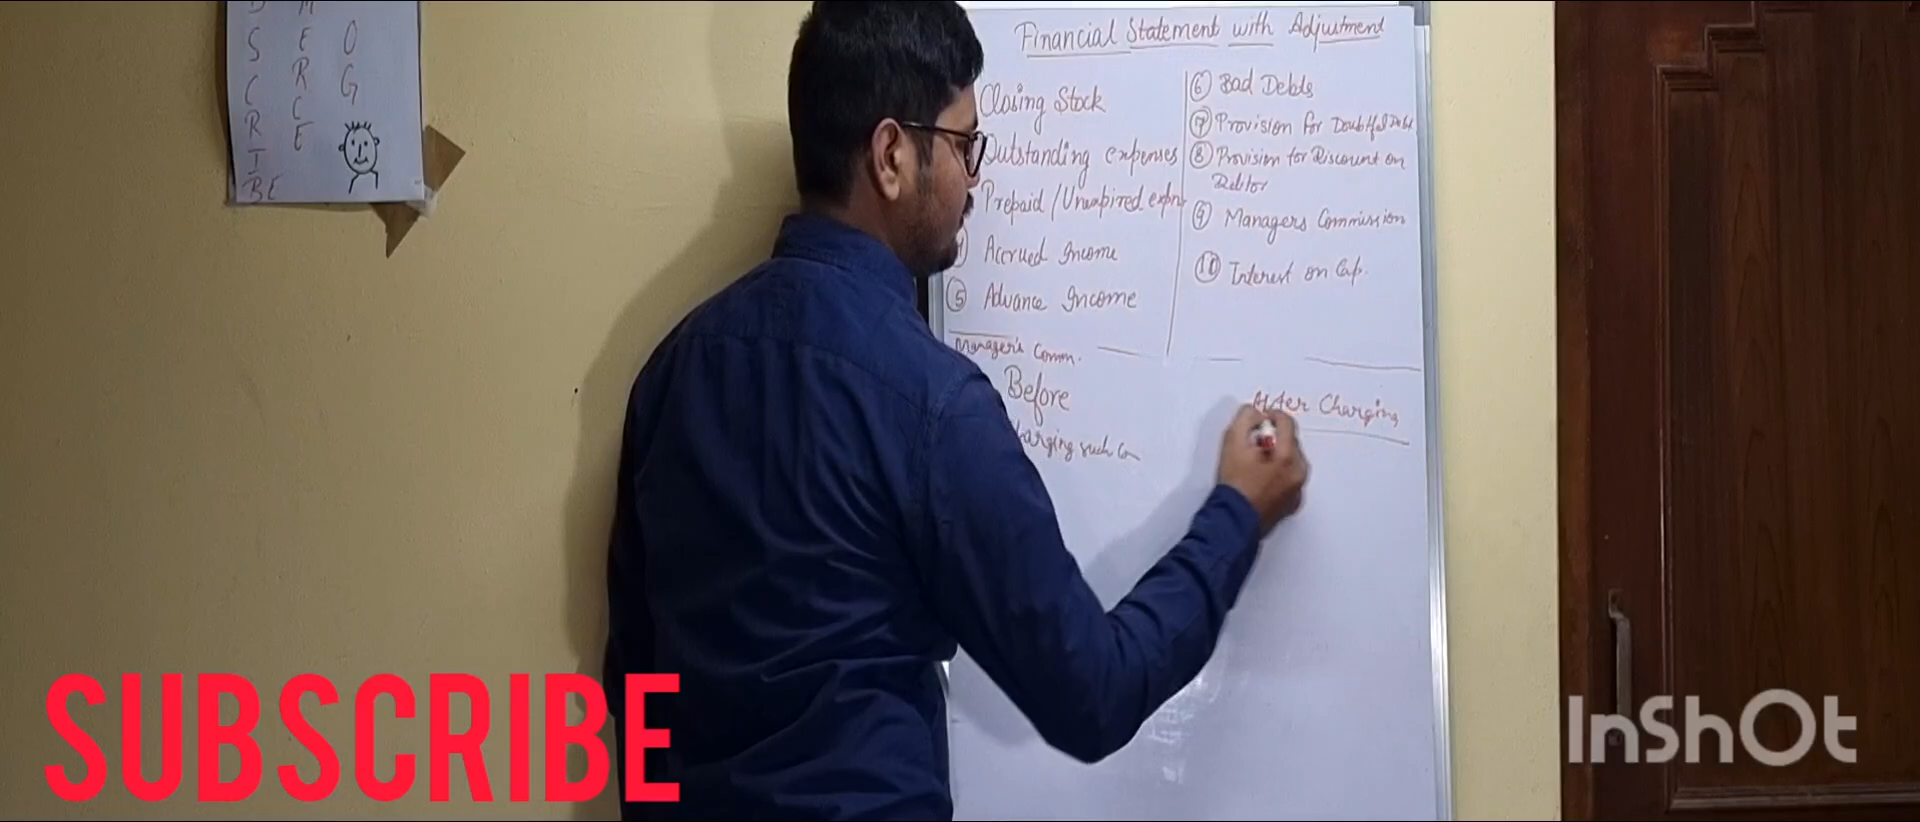 M
S E O
C R G
R C
I E
BE
Financial Statement with Adjustment
Closing Stock
Outstanding expenses
Prepaid / Unexpired
Accrued Income
5 Advance Income
6 Bad Debts
7 Provision for Doubtful Debt
8 Provision for Discount on
Debtor
9 Managers Commission
10 Interest on Cap.
Manager's Comm.
Before
such
After Charging
SUBSCRIBE
InShOt